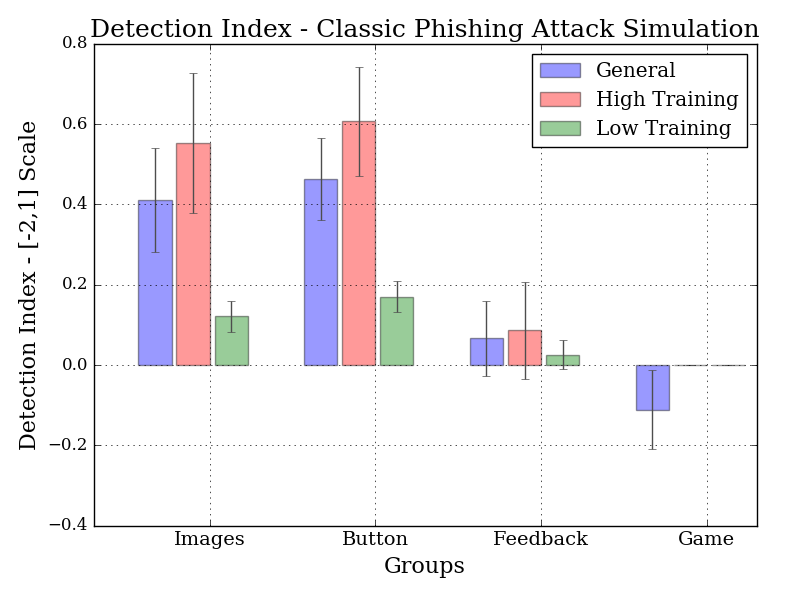 Detection Index - Classic Phishing Attack Simulation
0.8
0.6
0.4
0.2
0.0
−0.2
−0.4
Detection Index - [-2,1] Scale
General
High Training
Low Training
Images
Button
Feedback
Game
Groups